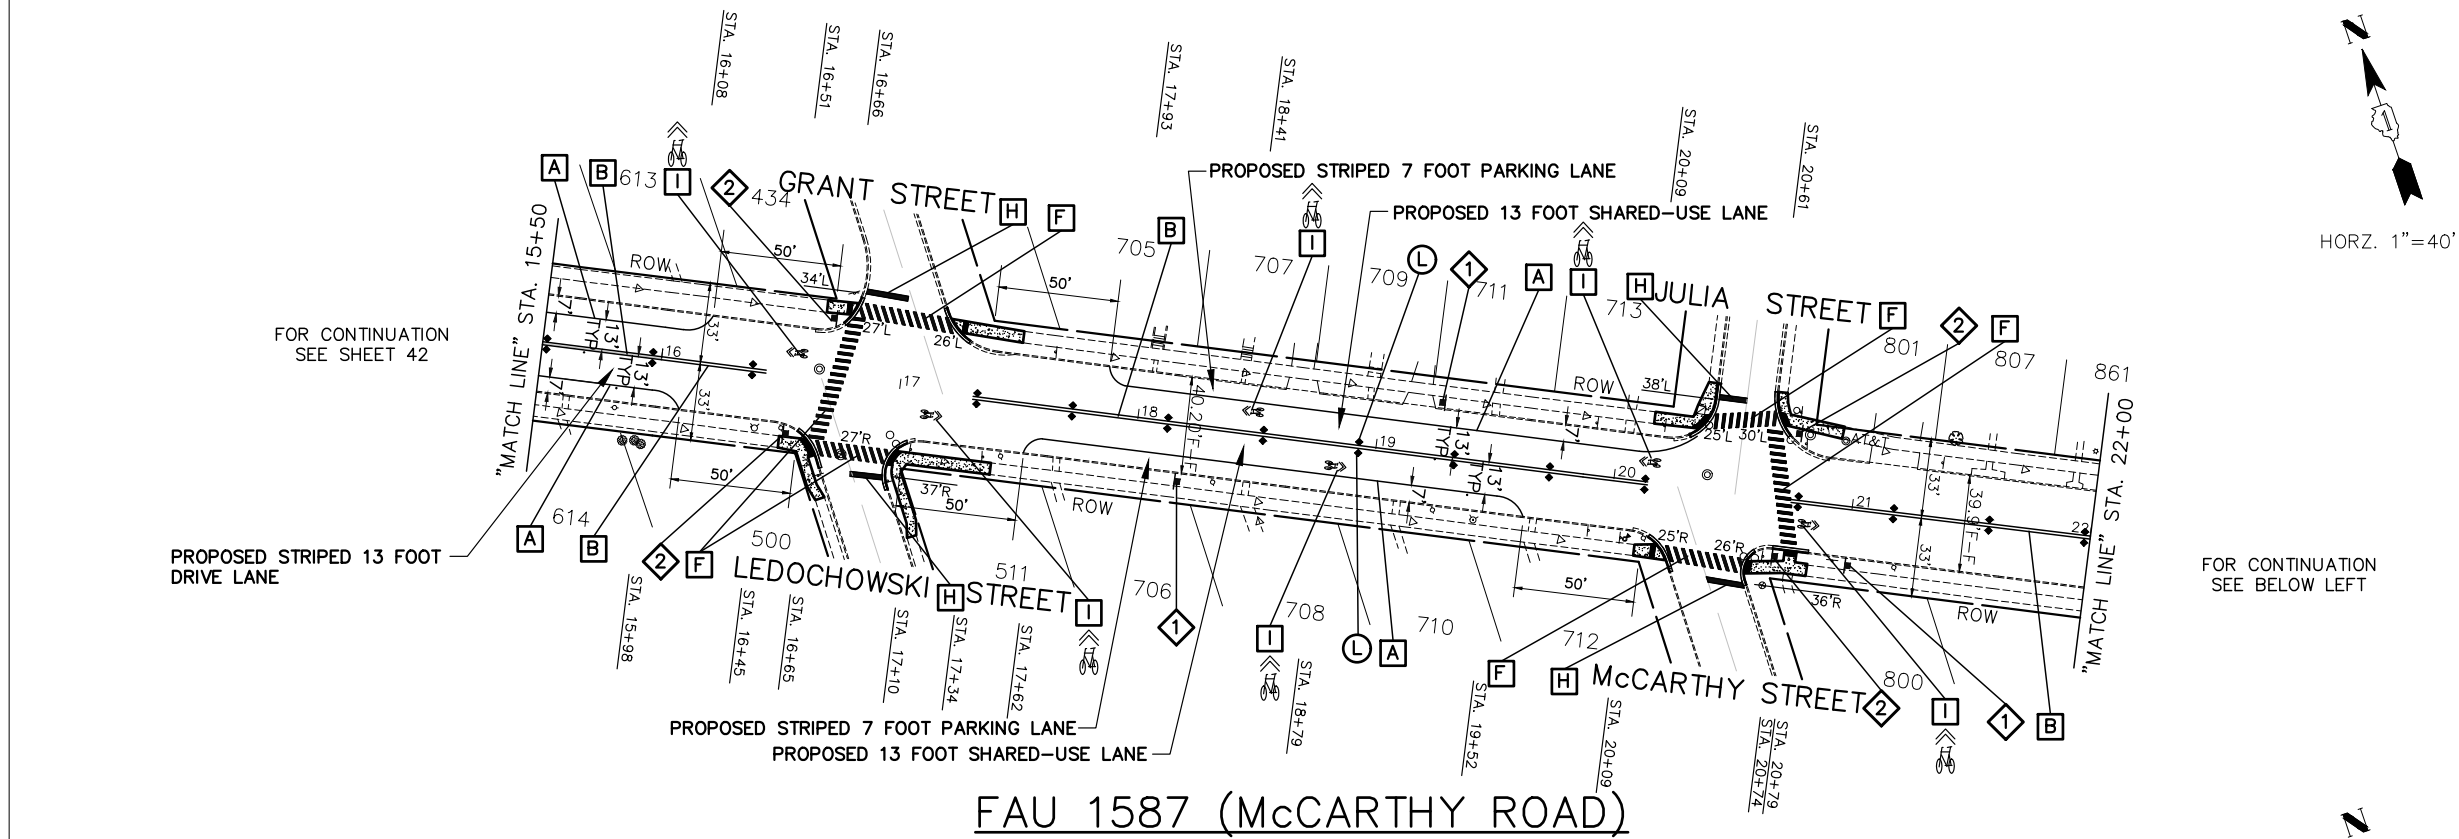 STA. 16+08
STA. 16+51
STA. 16+66
STA. 17+93
STA. 18+41
STA. 20+09
STA. 20+61
N
1
HORZ. 1"=40'
PROPOSED STRIPED 7 FOOT PARKING LANE
PROPOSED 13 FOOT SHARED-USE LANE
A
B
613
I
2
434
GRANT STREET
H
F
705
B
707
I
709
L
1
711
A
I
713
H
JULIA STREET
F
801
2
F
807
861
"MATCH LINE" STA. 15+50
FOR CONTINUATION
SEE SHEET 42
ROW
50'
34'L
50'
33'
27'L
26'L
7'
13'
TYP.
16
13'
TYP.
7'
33'
17
18
40.20' F-F
19
13'
TYP.
7'
ROW
38'L
25'L
30'L
AT&T
20
21
22
33'
39.9' F-F
33'
"MATCH LINE" STA. 22+00
50'
27'R
37'R
50'
ROW
7'
13'
TYP.
25'R
26'R
50'
36'R
ROW
FOR CONTINUATION
SEE BELOW LEFT
PROPOSED STRIPED 13 FOOT
DRIVE LANE
A
614
B
2
F
500
LEDOCHOWSKI STREET
H
511
I
706
1
I
708
L
A
710
F
712
H
McCARTHY STREET
2
800
I
1
B
STA. 15+98
STA. 16+45
STA. 16+65
STA. 17+10
STA. 17+34
STA. 17+62
STA. 18+79
STA. 19+52
STA. 20+09
STA. 20+74
STA. 20+79
PROPOSED STRIPED 7 FOOT PARKING LANE
PROPOSED 13 FOOT SHARED-USE LANE
FAU 1587 (McCARTHY ROAD)
N